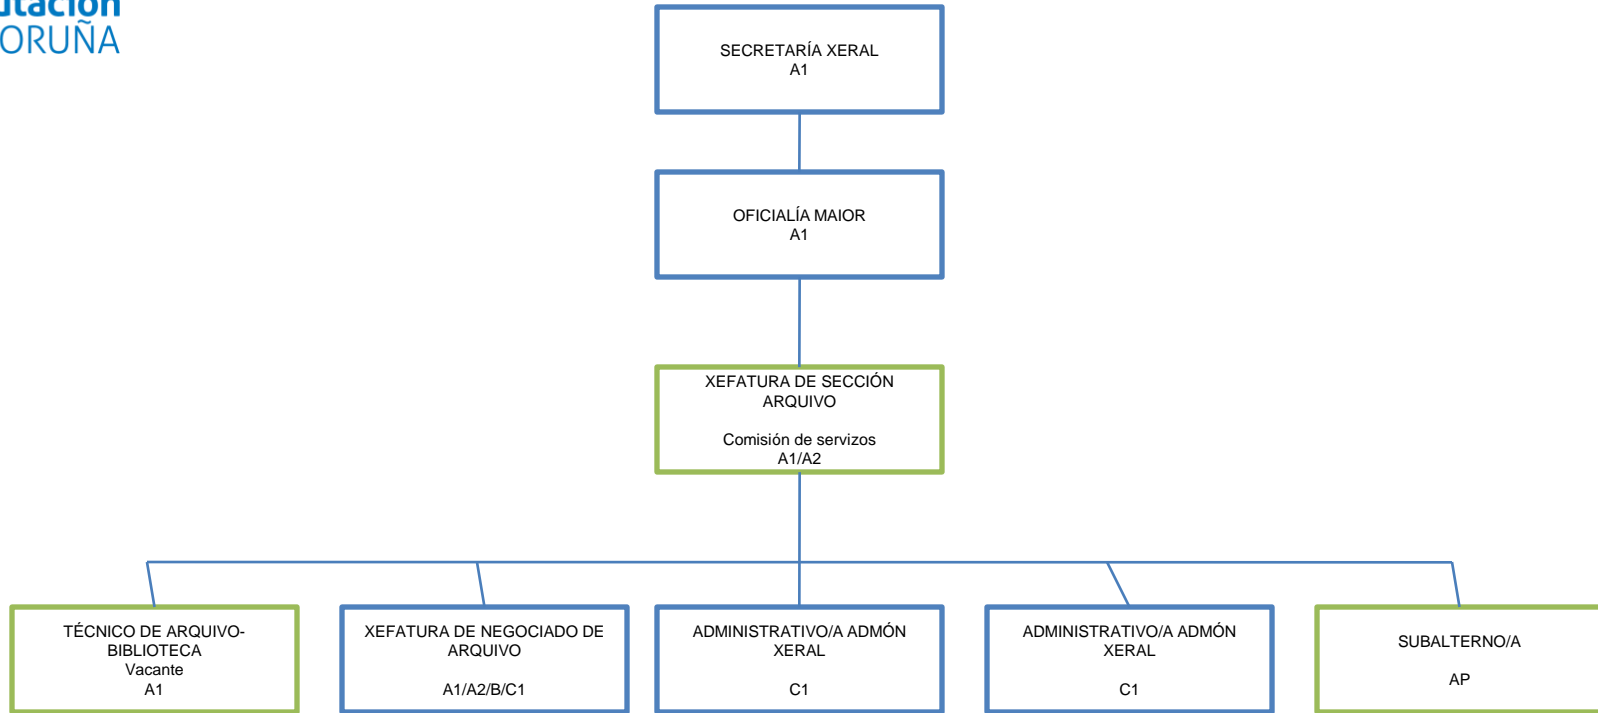 ORUÑA
SECRETARÍA XERAL
A1
OFICIALÍA MAIOR
A1
XEFATURA DE SECCIÓN
ARQUIVO
Comisión de servizos
A1/A2
TÉCNICO DE ARQUIVO-
BIBLIOTECA
Vacante
A1
XEFATURA DE NEGOCIADO DE
ARQUIVO
A1/A2/B/C1
ADMINISTRATIVO/A ADMÓN
XERAL
C1
ADMINISTRATIVO/A ADMÓN
XERAL
C1
SUBALTERNO/A
AP